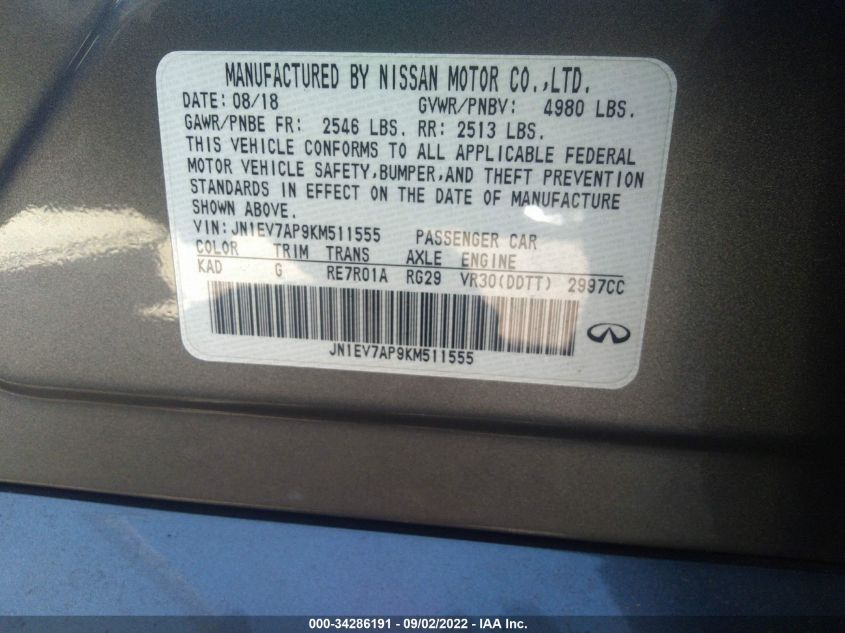 MANUFACTURED BY NISSAN MOTOR CO.,LTD.
DATE: 08/18 GVWR/PNBV: 4980 LBS.
GAWR/PNBE FR: 2546 LBS. RR: 2513 LBS.
THIS VEHICLE CONFORMS TO ALL APPLICABLE FEDERAL
MOTOR VEHICLE SAFETY,BUMPER,AND THEFT PREVENTION
STANDARDS IN EFFECT ON THE DATE OF MANUFACTURE
SHOWN ABOVE.
VIN:JN1EV7AP9KM511555 PASSENGER CAR
COLOR TRIM TRANS AXLE ENGINE
KAD G RE7R01A RG29 VR30(DDTT) 2997CC
JN1EV7AP9KM511555
000-34286191 - 09/02/2022 - IAA Inc.